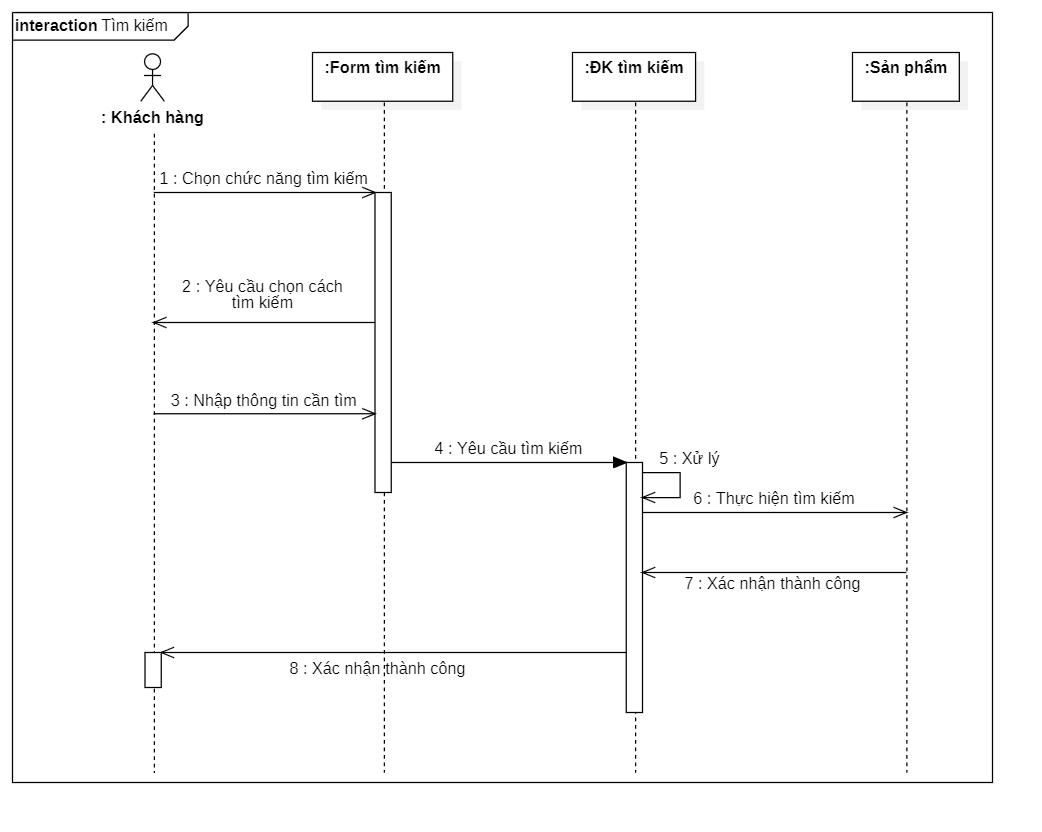 interaction Tìm kiếm
:Form tìm kiếm
:ĐK tìm kiếm
:Sản phẩm
: Khách hàng
1 : Chọn chức năng tìm kiếm
2 : Yêu cầu chọn cách
tìm kiếm
3 : Nhập thông tin cần tìm
4 : Yêu cầu tìm kiếm
5 : Xử lý
6 : Thực hiện tìm kiếm
7 : Xác nhận thành công
8 : Xác nhận thành công